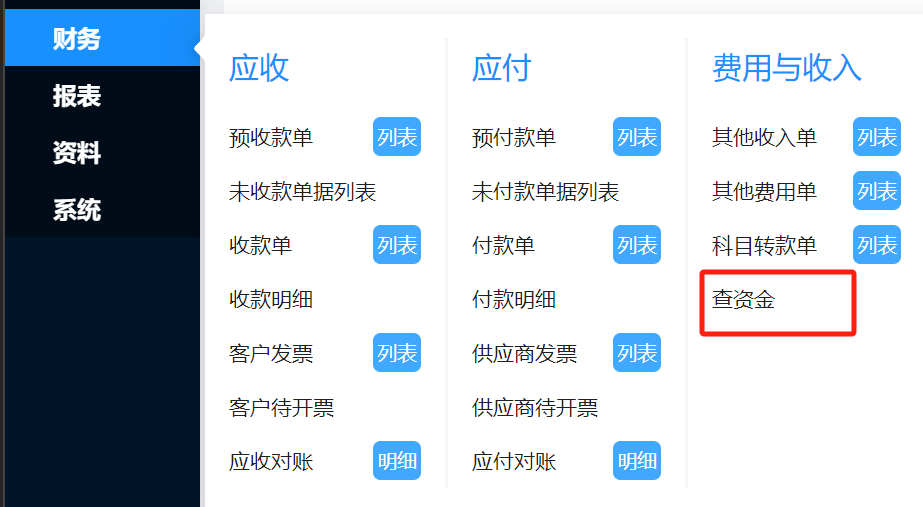 财务
报表
资料
系统
应收
预收款单 列表
未收款单据列表
收款单 列表
收款明细
客户发票 列表
客户待开票
应收对账 明细
应付
预付款单 列表
未付款单据列表
付款单 列表
付款明细
供应商发票 列表
供应商待开票
应付对账 明细
费用与收入
其他收入单 列表
其他费用单 列表
科目转款单 列表
查资金